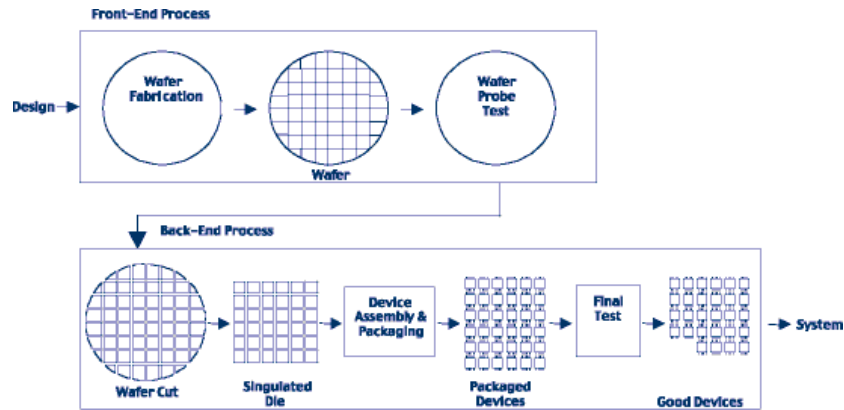 Front-End Process
Design
Wafer
Fabrication
Wafer
Wafer
Probe
Test
Back-End Process
Wafer Cut
Singulated
Die
Device
Assembly &
Packaging
Packaged
Devices
Final
Test
Good Devices
System